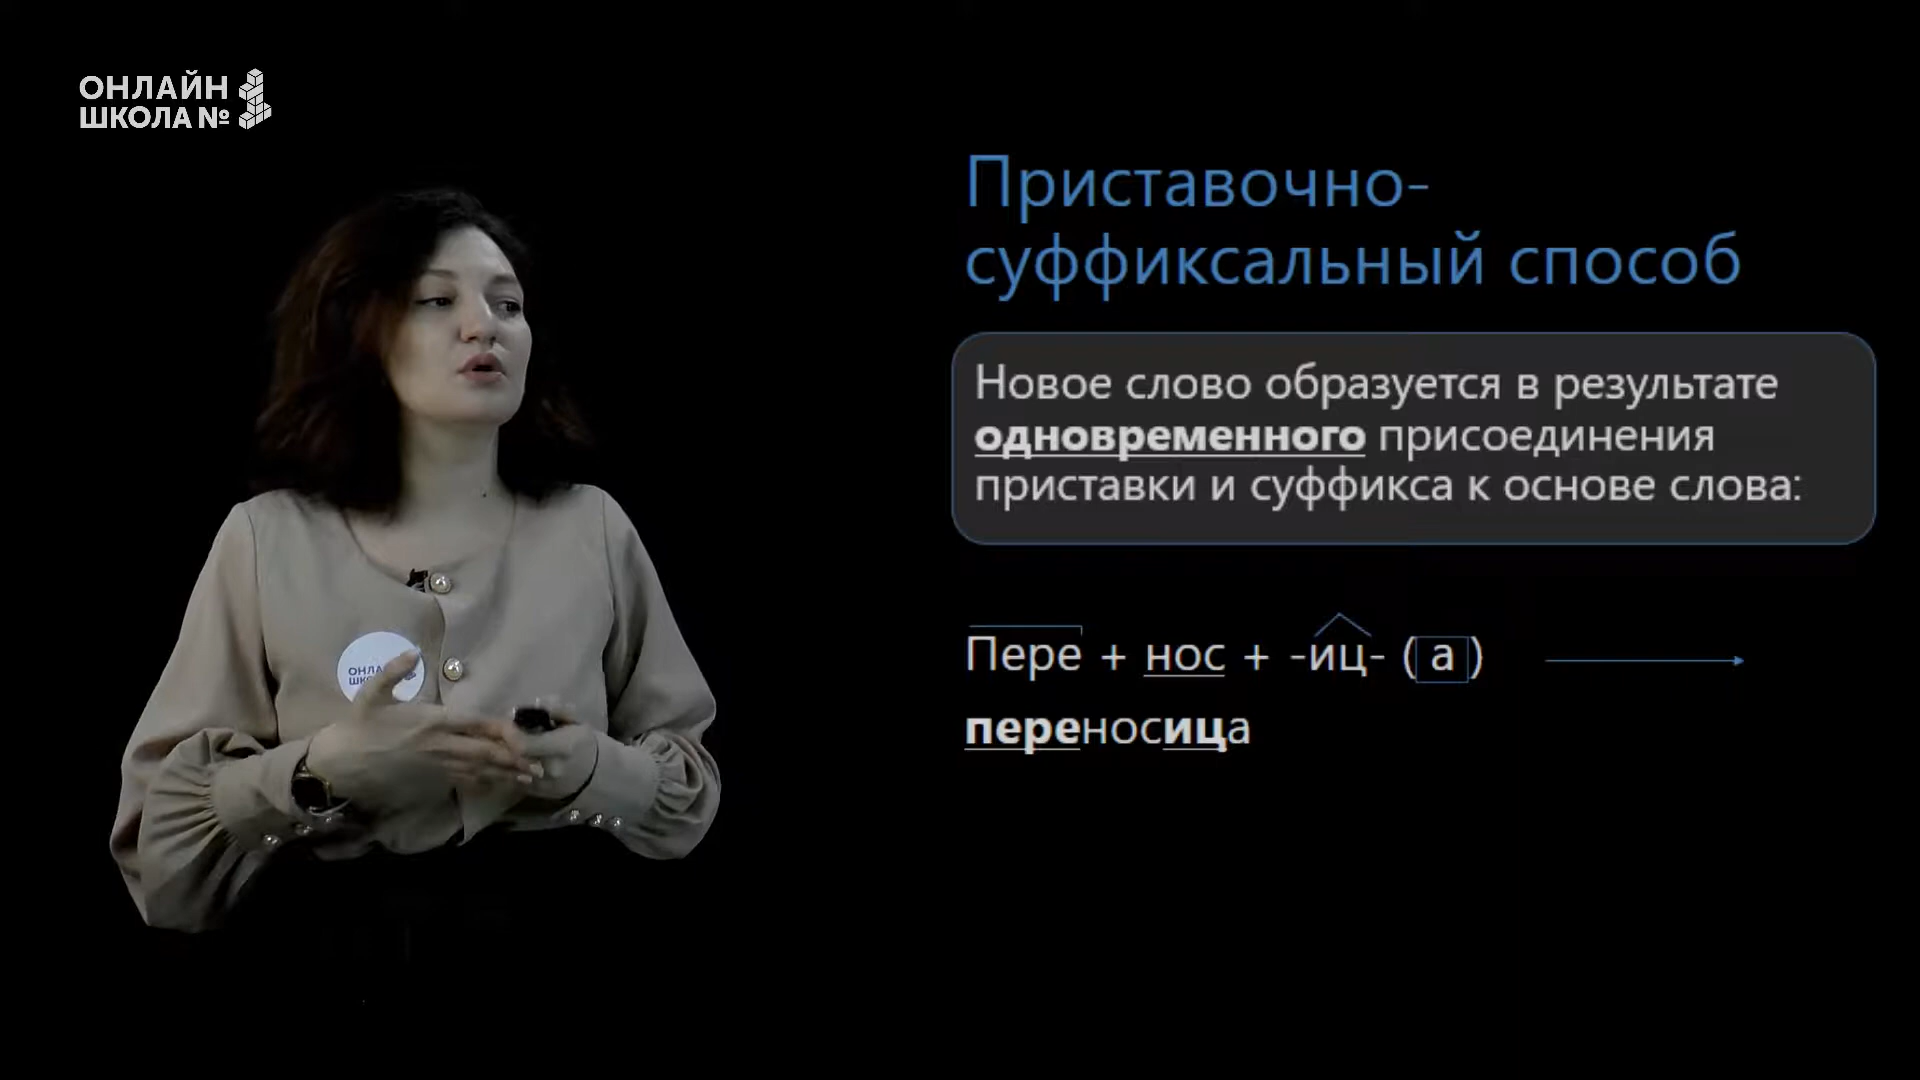 ОНЛАЙН
ШКОЛА №
Приставочно-
суффиксальный способ
Новое слово образуется в результате
одновременного присоединения
приставки и суффикса к основе слова:
Пере + нос + -иц- ( а )
переносица